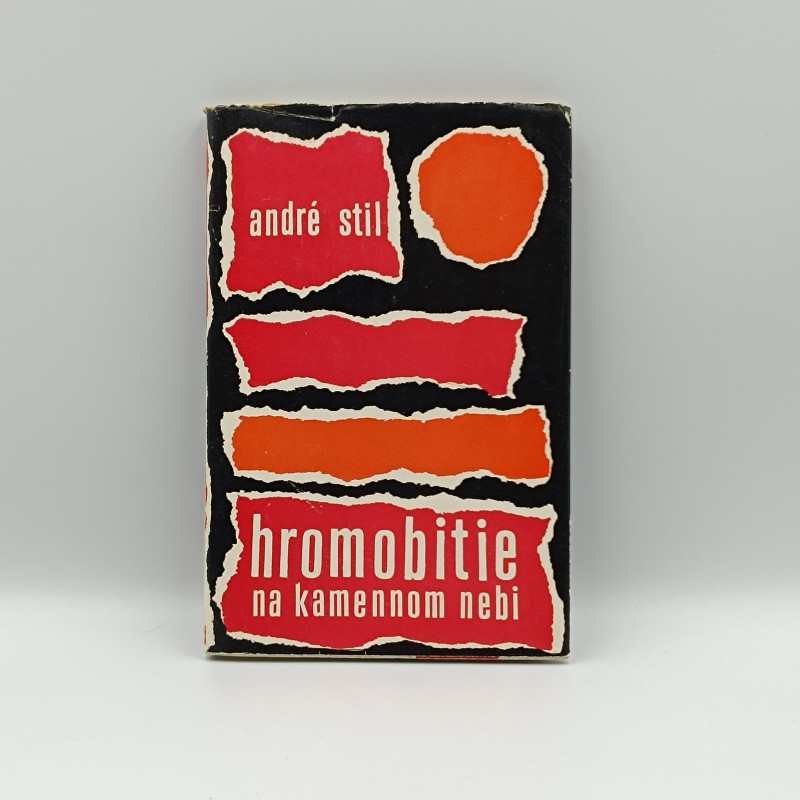 andré stil
hromobitie
na kamennom nebi